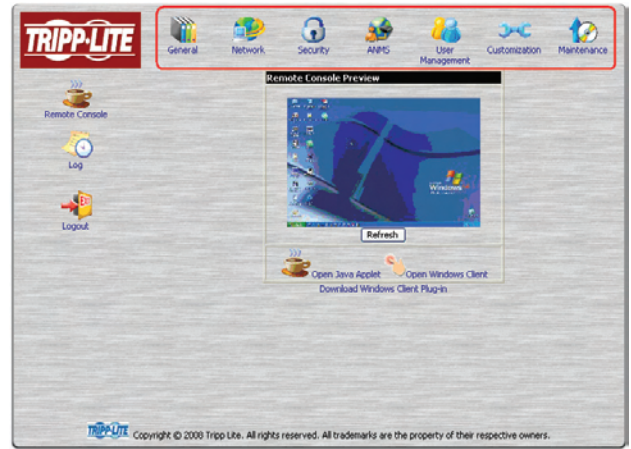 TRIPP·LITE
General Network Security ANMS User Management Customization Maintenance
Remote Console
Log
EXIT
Logout
Remote Console Preview
Windows
Refresh
Open Java Applet Open Windows Client
Download Windows Client Plug-in
TRIPP·LITE Copyright © 2008 Tripp Lite. All rights reserved. All trademarks are the property of their respective owners.